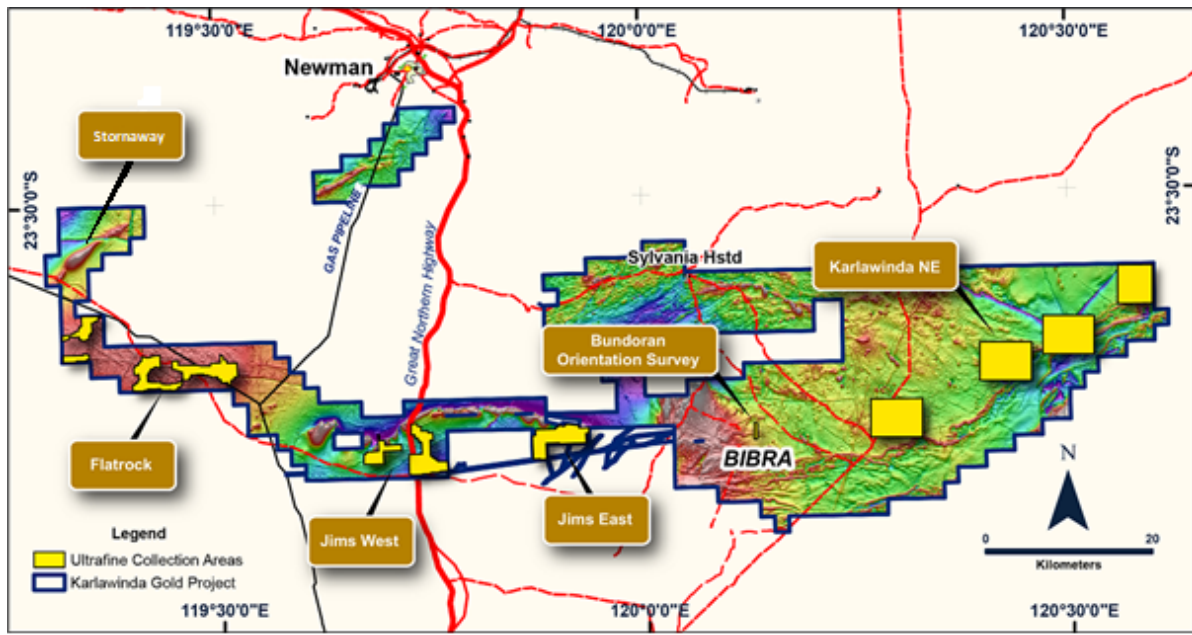 119°30'0"E
120°0'0"E
120°30'0"E
Newman
Stornaway
23°30'0"S
23°30'0"S
GAS PIPELINE
Great Northern Highway
Sylvania Hstd
Karlawinda NE
Bundoran
Orientation Survey
Flatrock
BIBRA
N
Jims East
Jims West
Legend
Ultrafine Collection Areas
Karlawinda Gold Project
0
20
Kilometers
119°30'0"E
120°0'0"E
120°30'0"E